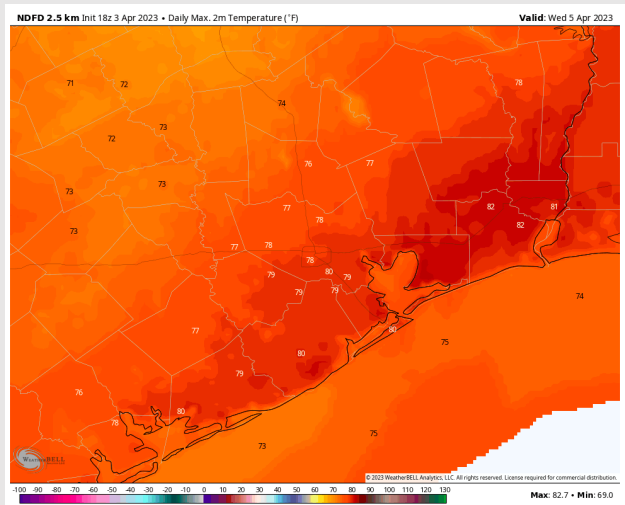 NDFD 2.5 km Init 18z 3 Apr 2023 • Daily Max. 2m Temperature (°F) Valid: Wed 5 Apr 2023
71 72 78
74
73
72
76 77
73
73
82 81
77
78 82
73
77 78
78
79 80 79
79 79 74
80
77 75
80
79
76
80
78
75
73
WeatherBELL
© 2023 WeatherBELL Analytics, LLC. All rights reserved. License required for commercial distribution.
-100 -90 -80 -70 -60 -50 -40 -30 -20 -10 0 10 20 30 40 50 60 70 80 90 100 110 120 130
Max: 82.7 • Min: 69.0